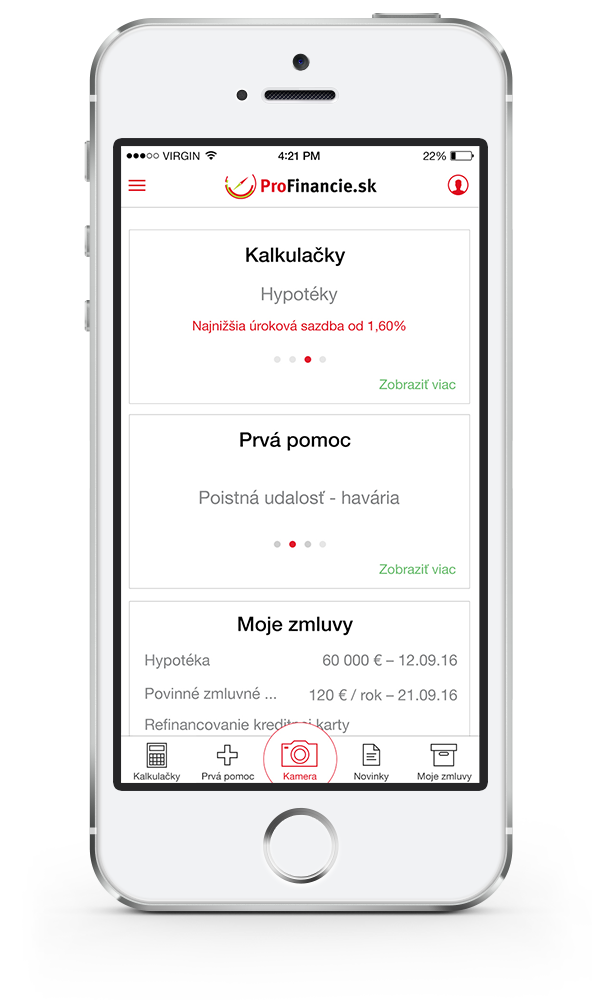 VIRGIN 4:21 PM 22%
ProFinancie.sk
Kalkulačky
Hypotéky
Najnižšia úroková sazdba od 1,60%
Zobraziť viac
Prvá pomoc
Poistná udalosť - havária
Zobraziť viac
Moje zmluvy
Hypotéka 60 000 € – 12.09.16
Povinné zmluvné ... 120 € / rok – 21.09.16
Refinancovanie karty
Kalkulačky Prvá pomoc Kamera Novinky Moje zmluvy